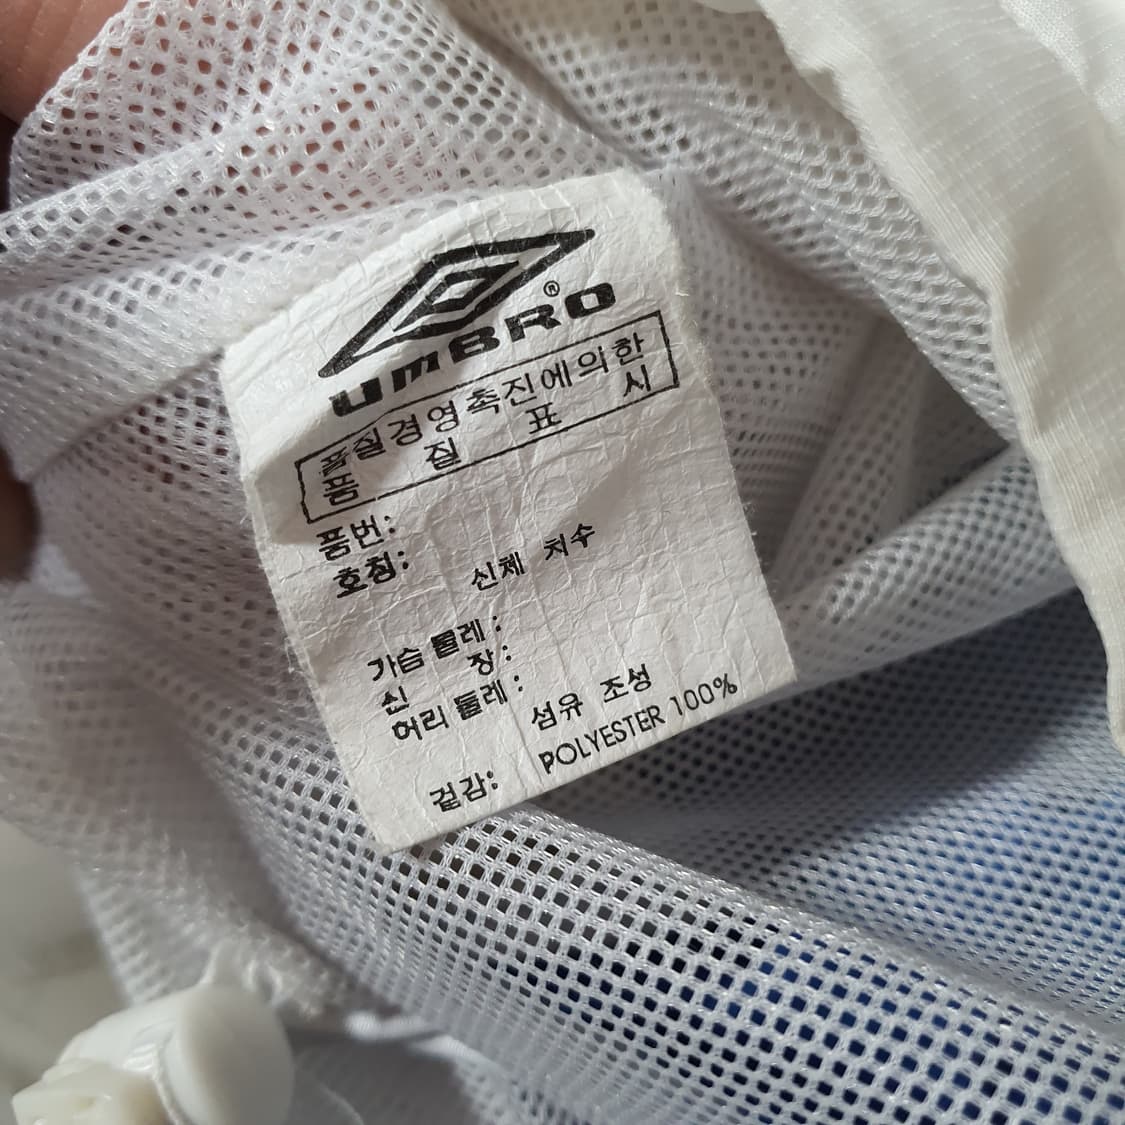 UMBRO®
품질경영촉진에의한
품 질 표 시
품번:
호칭:
신체 치수
가슴 둘레:
신 장:
허리 둘레:
섬유 조성
겉감: POLYESTER 100%